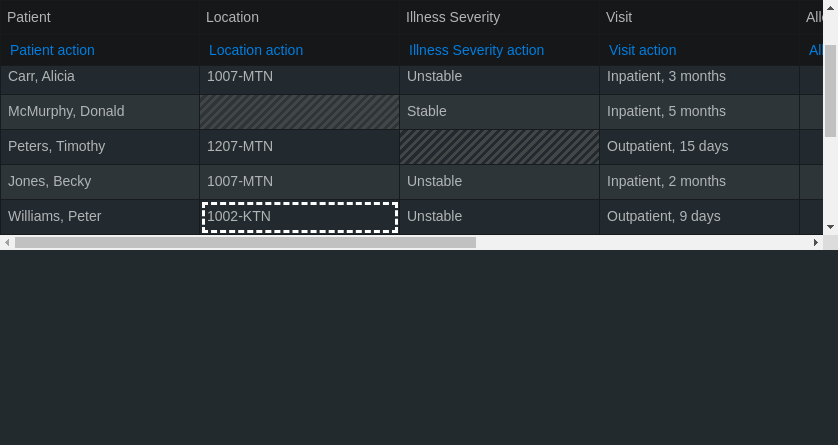 Patient Location Illness Severity Visit
Patient action Location action Illness Severity action Visit action
Carr, Alicia 1007-MTN Unstable Inpatient, 3 months
McMurphy, Donald Stable Inpatient, 5 months
Peters, Timothy 1207-MTN Outpatient, 15 days
Jones, Becky 1007-MTN Unstable Inpatient, 2 months
Williams, Peter 1002-KTN Unstable Outpatient, 9 days